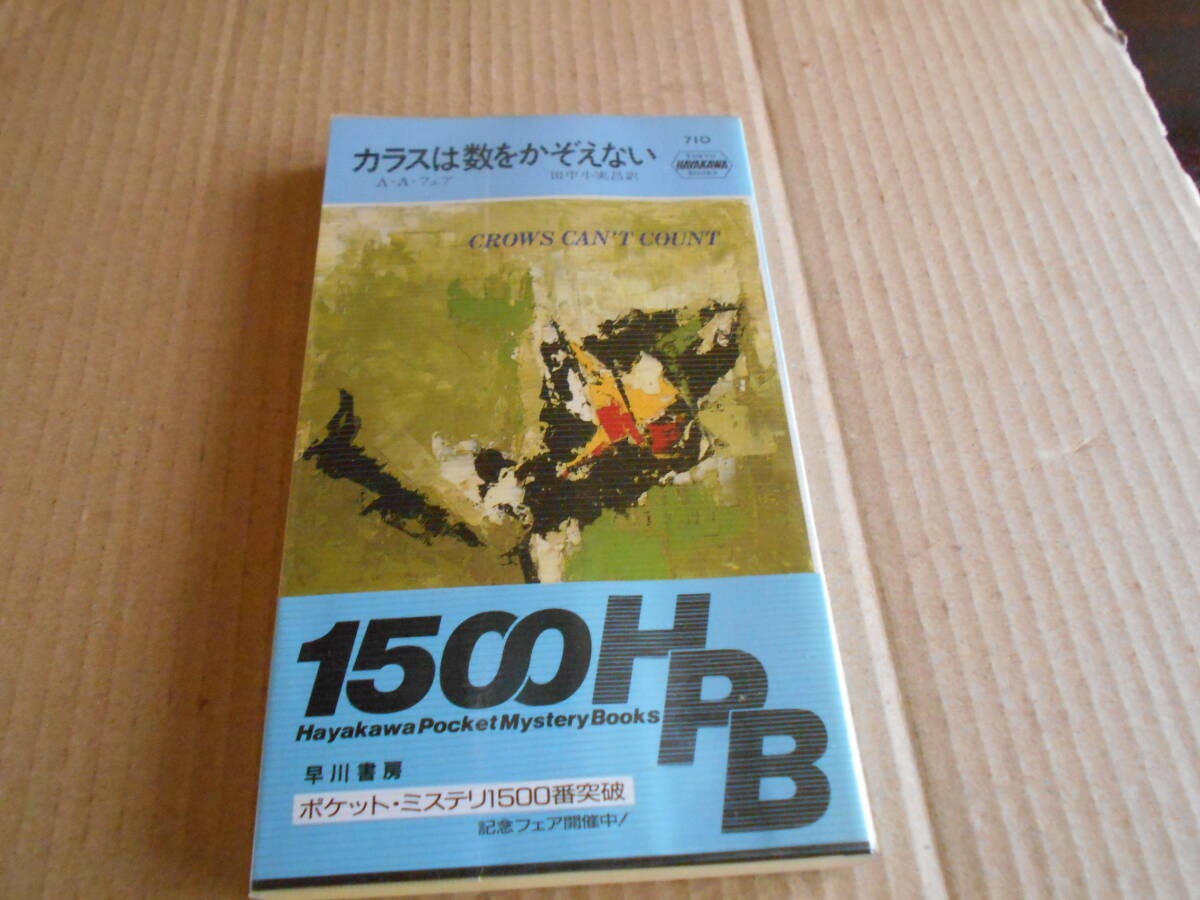 710
カラスは数をかぞえない
A・A・フェア
田中小実昌訳
TOKYO
HAYAKAWA
BOOKS
CROWS CAN'T COUNT
1500HPB
Hayakawa Pocket Mystery Books
早川書房
ポケット・ミステリ1500番突破
記念フェア開催中!